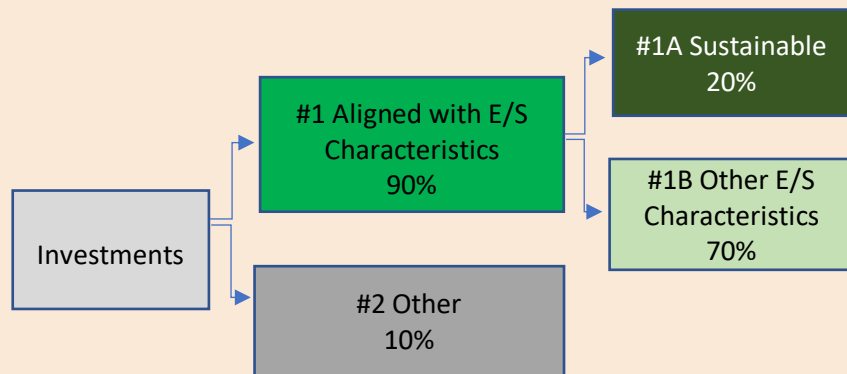 Investments
#1 Aligned with E/S
Characteristics
90%
#2 Other
10%
#1A Sustainable
20%
#1B Other E/S
Characteristics
70%